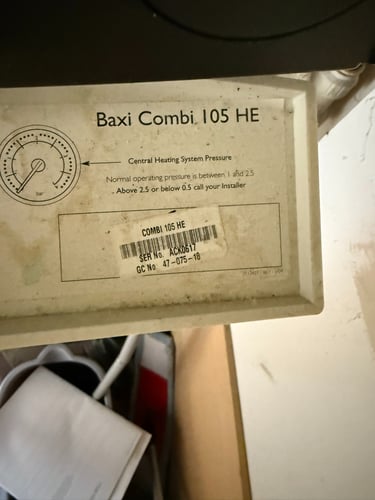 Baxi Combi 105 HE
Central Heating System Pressure
Normal operating pressure is between 1 and 2.5
Above 2.5 or below 0.5 call your Installer
COMBI 105 HE
SER No. ACK0617
GC No. 47-075-18